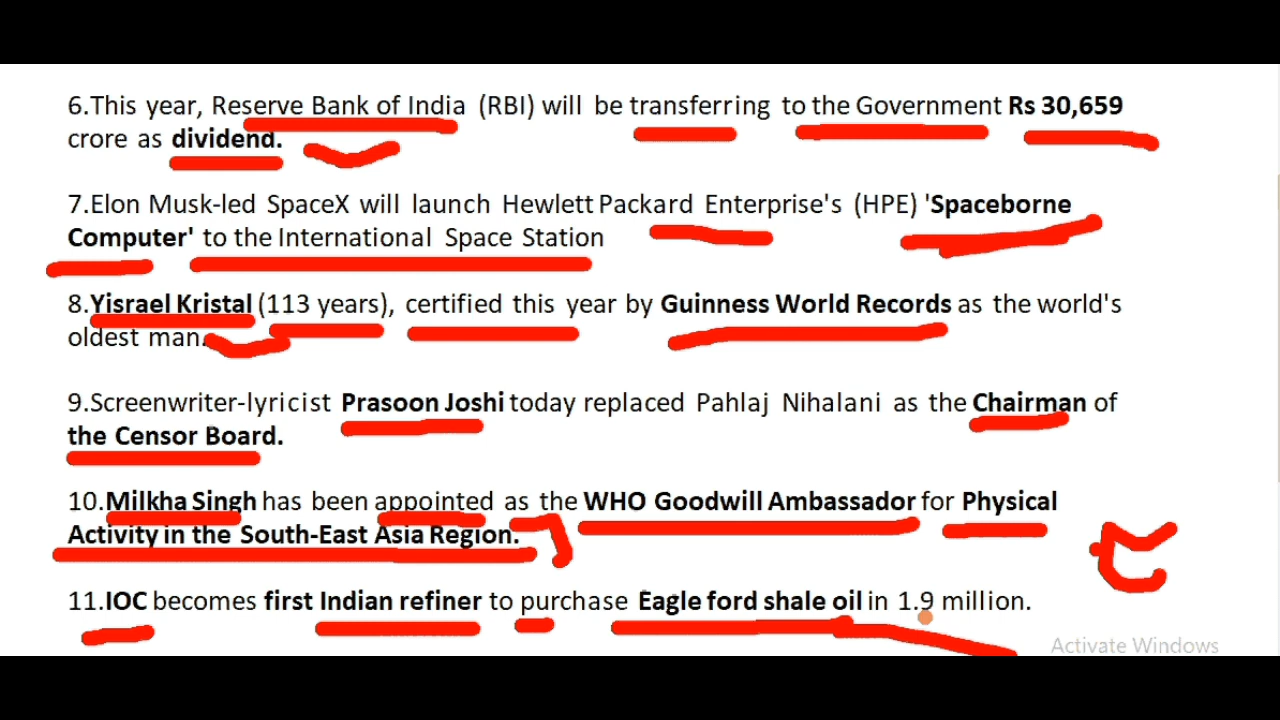 6.This year, Reserve Bank of India (RBI) will be transferring to the Government Rs 30,659
crore as dividend.
7.Elon Musk-led SpaceX will launch Hewlett Packard Enterprise's (HPE) 'Spaceborne
Computer' to the International Space Station
8.Yisrael Kristal (113 years), certified this year by Guinness World Records as the world's
oldest man.
9.Screenwriter-lyricist Prasoon Joshi today replaced Pahlaj Nihalani as the Chairman of
the Censor Board.
10.Milkha Singh has been appointed as the WHO Goodwill Ambassador for Physical
Activity in the South-East Asia Region.
11.IOC becomes first Indian refiner to purchase Eagle ford shale oil in 1.9 million.
Activate Windows